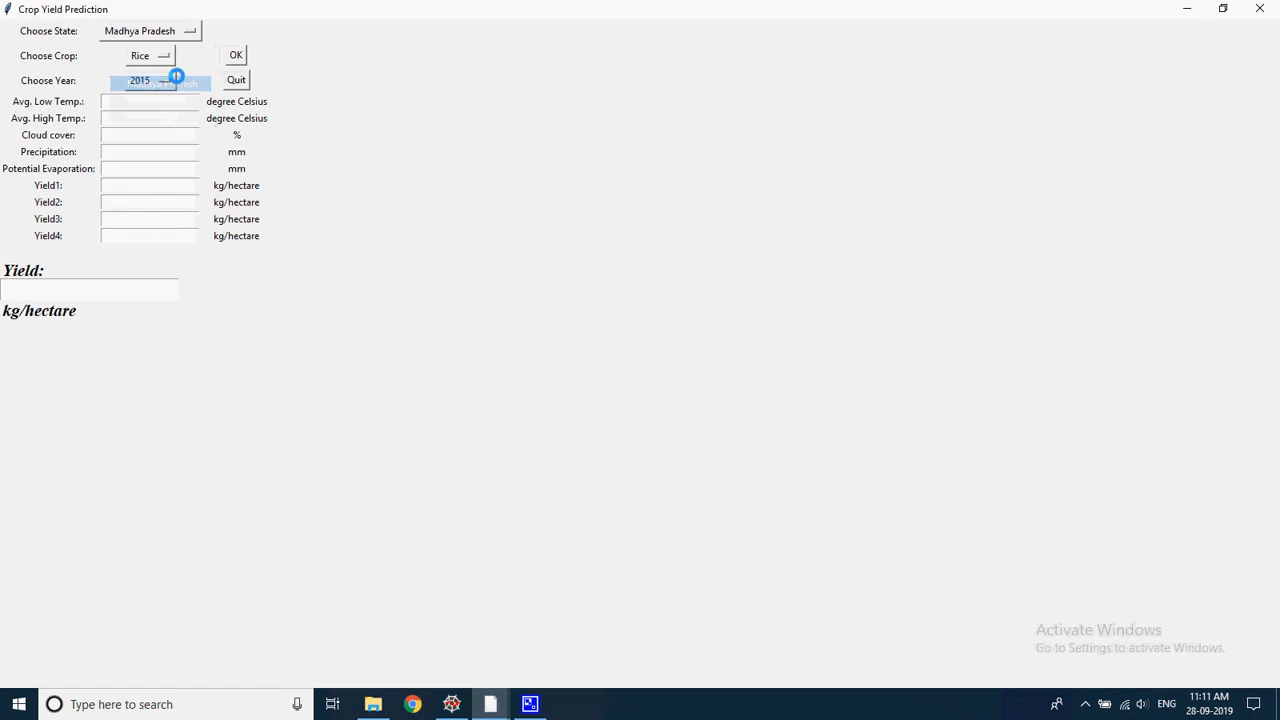 Crop Yield Prediction
Choose State: Madhya Pradesh
Choose Crop: Rice OK
Choose Year: 2015 Quit
Madhya Pradesh
Avg. Low Temp.: degree Celsius
Avg. High Temp.: degree Celsius
Cloud cover: %
Precipitation: mm
Potential Evaporation: mm
Yield1: kg/hectare
Yield2: kg/hectare
Yield3: kg/hectare
Yield4: kg/hectare
Yield:
kg/hectare
Activate Windows
Go to Settings to activate Windows.
Type here to search
ENG
11:11 AM
28-09-2019